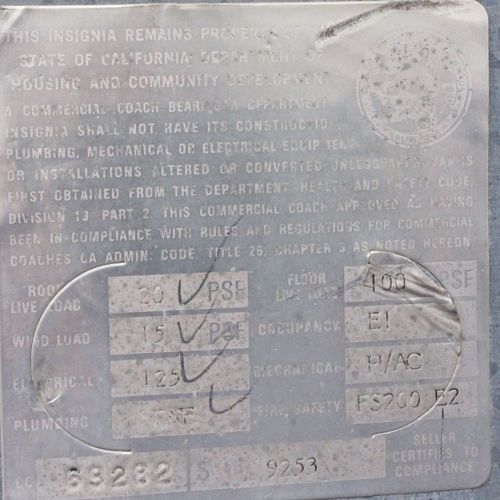 THIS INSIGNIA REMAINS PROPERTY OF
STATE OF CALIFORNIA DEPARTMENT OF
HOUSING AND COMMUNITY DEVELOPMENT
A COMMERCIAL COACH BEARING A DEPARTMENT
INSIGNIA SHALL NOT HAVE ITS CONSTRUCTION,
PLUMBING, MECHANICAL OR ELECTRICAL EQUIPMENT
OR INSTALLATIONS ALTERED OR CONVERTED UNLESS APPROVAL IS
FIRST OBTAINED FROM THE DEPARTMENT. HEALTH AND SAFETY CODE,
DIVISION 13, PART 2. THIS COMMERCIAL COACH APPROVED AS HAVING
BEEN IN COMPLIANCE WITH RULES AND REGULATIONS FOR COMMERCIAL
COACHES CA ADMIN. CODE, TITLE 25, CHAPTER 3 AS NOTED HEREON.
ROOF LIVE LOAD 20 PSF FLOOR LIVE LOAD 100 PSF
WIND LOAD 15 PSF OCCUPANCY
ELECTRICAL 125 MECHANICAL H/AC
PLUMBING FIRE/SAFETY FS200 E2
SELLER
CERTIFIES TO
COMPLIANCE
63282 S 9253